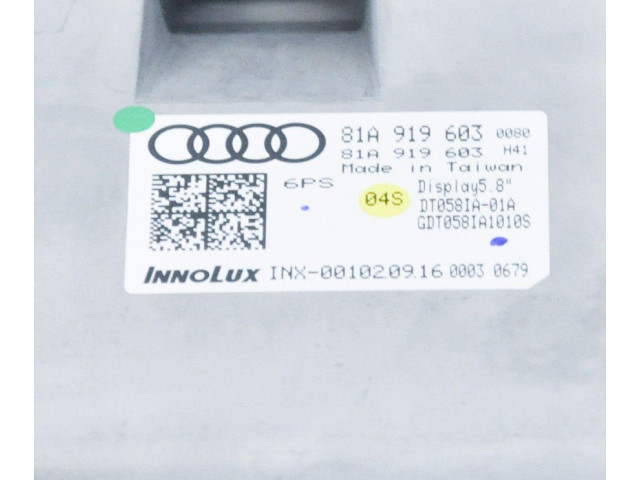 81A 919 603 0080
81A 919 603 H41
Made in Taiwan
6PS
04S
Display5.8"
DT058IA-01A
GDT058IA1010S
INNOLUX INX-00102.09.16 0003 0679